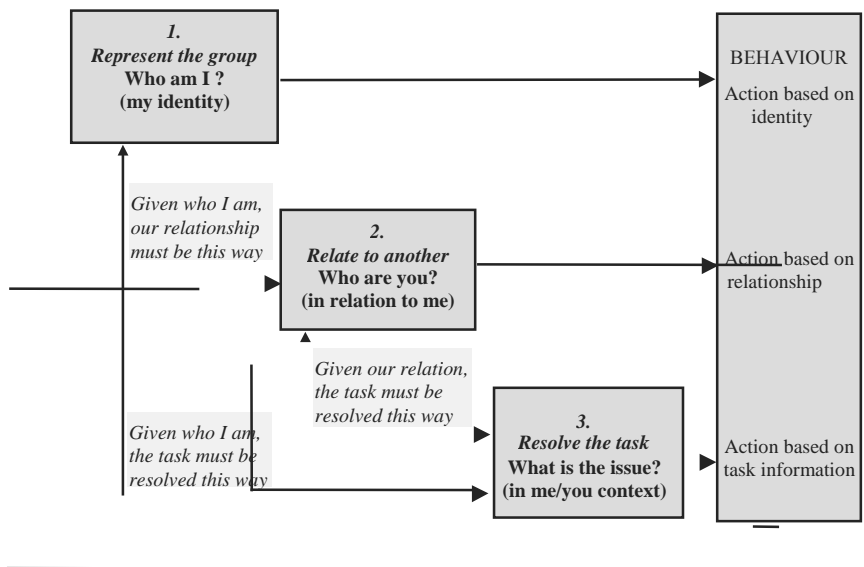 1.
Represent the group
Who am I ?
(my identity)
BEHAVIOUR
Action based on
identity
Given who I am,
our relationship
must be this way
2.
Relate to another
Who are you?
(in relation to me)
Action based on
relationship
Given our relation,
the task must be
resolved this way
Given who I am,
the task must be
resolved this way
3.
Resolve the task
What is the issue?
(in me/you context)
Action based on
task information